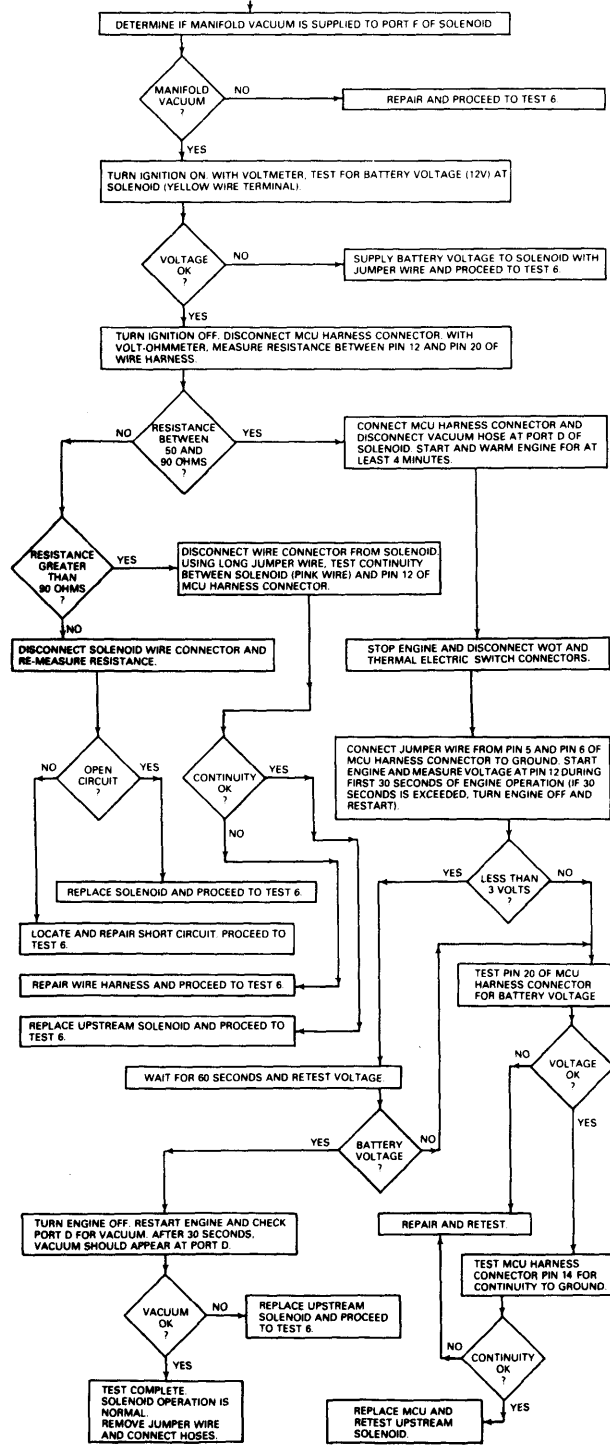 DETERMINE IF MANIFOLD VACUUM IS SUPPLIED TO PORT F OF SOLENOID
MANIFOLD
VACUUM
?
NO
REPAIR AND PROCEED TO TEST 6.
YES
TURN IGNITION ON. WITH VOLTMETER, TEST FOR BATTERY VOLTAGE (12V) AT
SOLENOID (YELLOW WIRE TERMINAL).
VOLTAGE
OK
?
NO
SUPPLY BATTERY VOLTAGE TO SOLENOID WITH
JUMPER WIRE AND PROCEED TO TEST 6.
YES
TURN IGNITION OFF. DISCONNECT MCU HARNESS CONNECTOR. WITH
VOLT-OHMMETER, MEASURE RESISTANCE BETWEEN PIN 12 AND PIN 20 OF
WIRE HARNESS.
NO
RESISTANCE
BETWEEN
50 AND
90 OHMS
?
YES
CONNECT MCU HARNESS CONNECTOR AND
DISCONNECT VACUUM HOSE AT PORT D OF
SOLENOID. START AND WARM ENGINE FOR AT
LEAST 4 MINUTES.
RESISTANCE
GREATER
THAN
90 OHMS
?
YES
DISCONNECT WIRE CONNECTOR FROM SOLENOID.
USING LONG JUMPER WIRE, TEST CONTINUITY
BETWEEN SOLENOID (PINK WIRE) AND PIN 12 OF
MCU HARNESS CONNECTOR.
NO
DISCONNECT SOLENOID WIRE CONNECTOR AND
RE-MEASURE RESISTANCE.
STOP ENGINE AND DISCONNECT WOT AND
THERMAL ELECTRIC SWITCH CONNECTORS.
NO
OPEN
CIRCUIT
?
YES
CONTINUITY
OK
?
YES
NO
CONNECT JUMPER WIRE FROM PIN 5 AND PIN 6 OF
MCU HARNESS CONNECTOR TO GROUND. START
ENGINE AND MEASURE VOLTAGE AT PIN 12 DURING
FIRST 30 SECONDS OF ENGINE OPERATION (IF 30
SECONDS IS EXCEEDED, TURN ENGINE OFF AND
RESTART).
REPLACE SOLENOID AND PROCEED TO TEST 6.
YES
LESS THAN
3 VOLTS
?
NO
LOCATE AND REPAIR SHORT CIRCUIT. PROCEED TO
TEST 6.
REPAIR WIRE HARNESS AND PROCEED TO TEST 6.
TEST PIN 20 OF MCU
HARNESS CONNECTOR
FOR BATTERY VOLTAGE
REPLACE UPSTREAM SOLENOID AND PROCEED TO
TEST 6.
NO
VOLTAGE
OK
?
YES
WAIT FOR 60 SECONDS AND RETEST VOLTAGE.
YES
BATTERY
VOLTAGE
?
NO
TURN ENGINE OFF. RESTART ENGINE AND CHECK
PORT D FOR VACUUM. AFTER 30 SECONDS,
VACUUM SHOULD APPEAR AT PORT D.
REPAIR AND RETEST.
TEST MCU HARNESS
CONNECTOR PIN 14 FOR
CONTINUITY TO GROUND.
VACUUM
OK
?
NO
REPLACE UPSTREAM
SOLENOID AND PROCEED
TO TEST 6.
YES
NO
CONTINUITY
OK
?
YES
TEST COMPLETE.
SOLENOID OPERATION IS
NORMAL.
REMOVE JUMPER WIRE
AND CONNECT HOSES.
REPLACE MCU AND
RETEST UPSTREAM
SOLENOID.